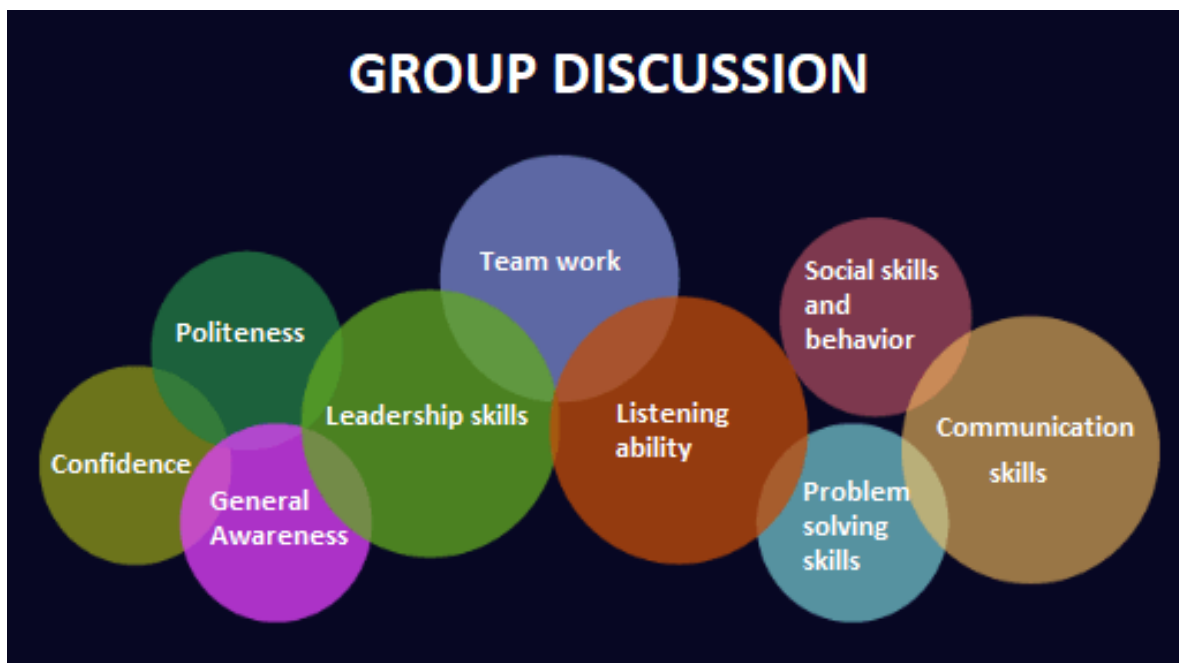 GROUP DISCUSSION
Team work
Social skills
and
behavior
Politeness
Leadership skills
Listening
ability
Communication
skills
Confidence
General
Awareness
Problem
solving
skills